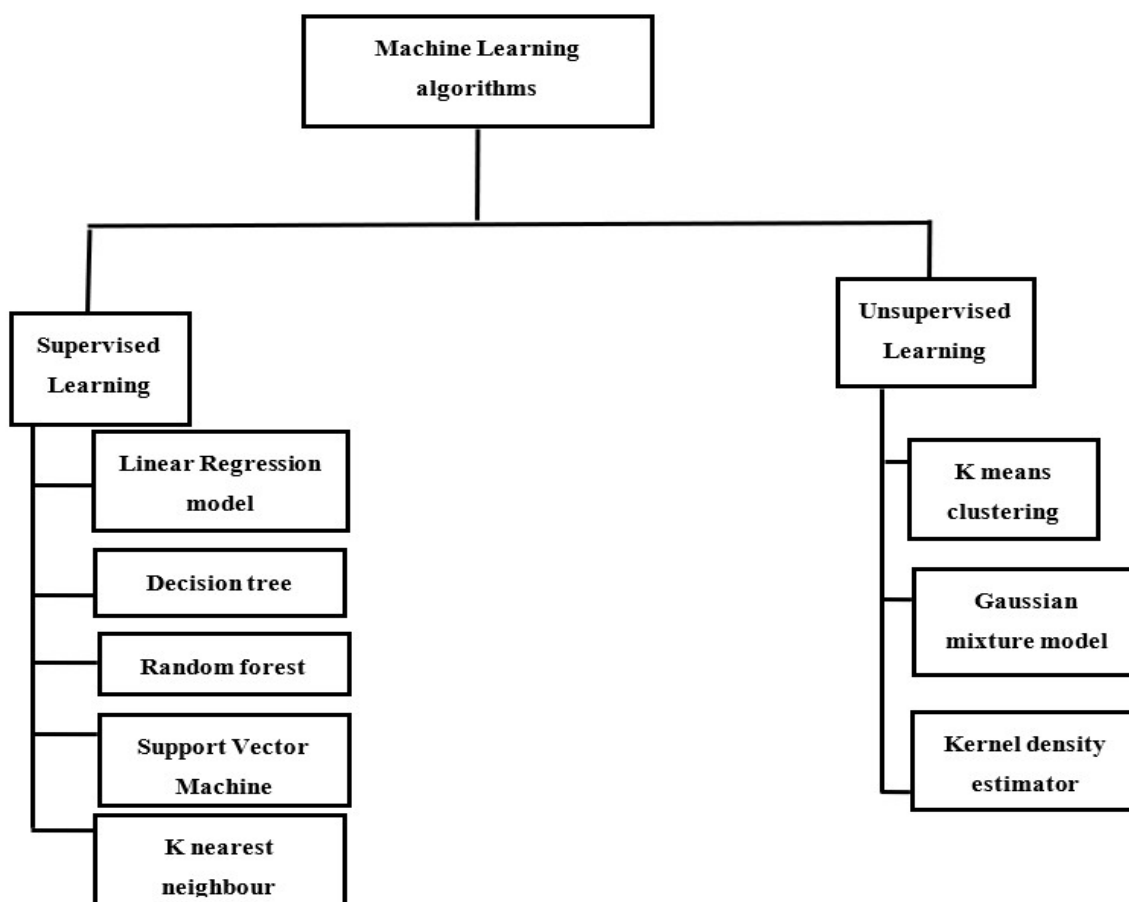 Machine Learning
algorithms
Supervised
Learning
Linear Regression
model
Decision tree
Random forest
Support Vector
Machine
K nearest
neighbour
Unsupervised
Learning
K means
clustering
Gaussian
mixture model
Kernel density
estimator